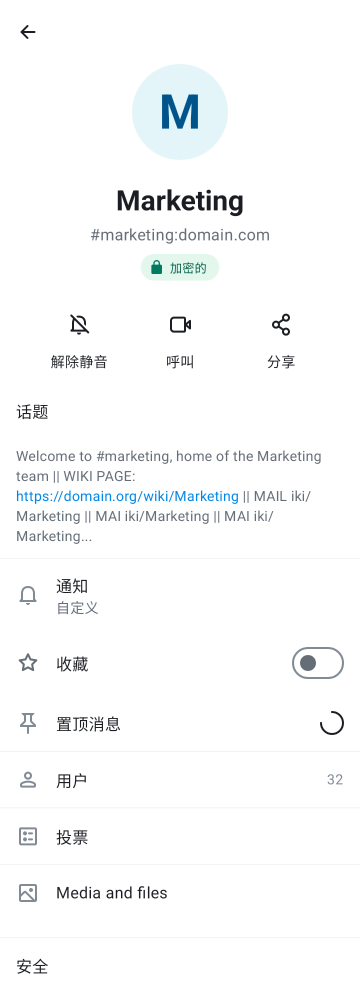 M
Marketing
#marketing:domain.com
加密的
解除静音
呼叫
分享
话题
Welcome to #marketing, home of the Marketing
team || WIKI PAGE:
https://domain.org/wiki/Marketing || MAIL iki/
Marketing || MAI iki/Marketing || MAI iki/
Marketing...
通知
自定义
收藏
置顶消息
用户 32
投票
Media and files
安全